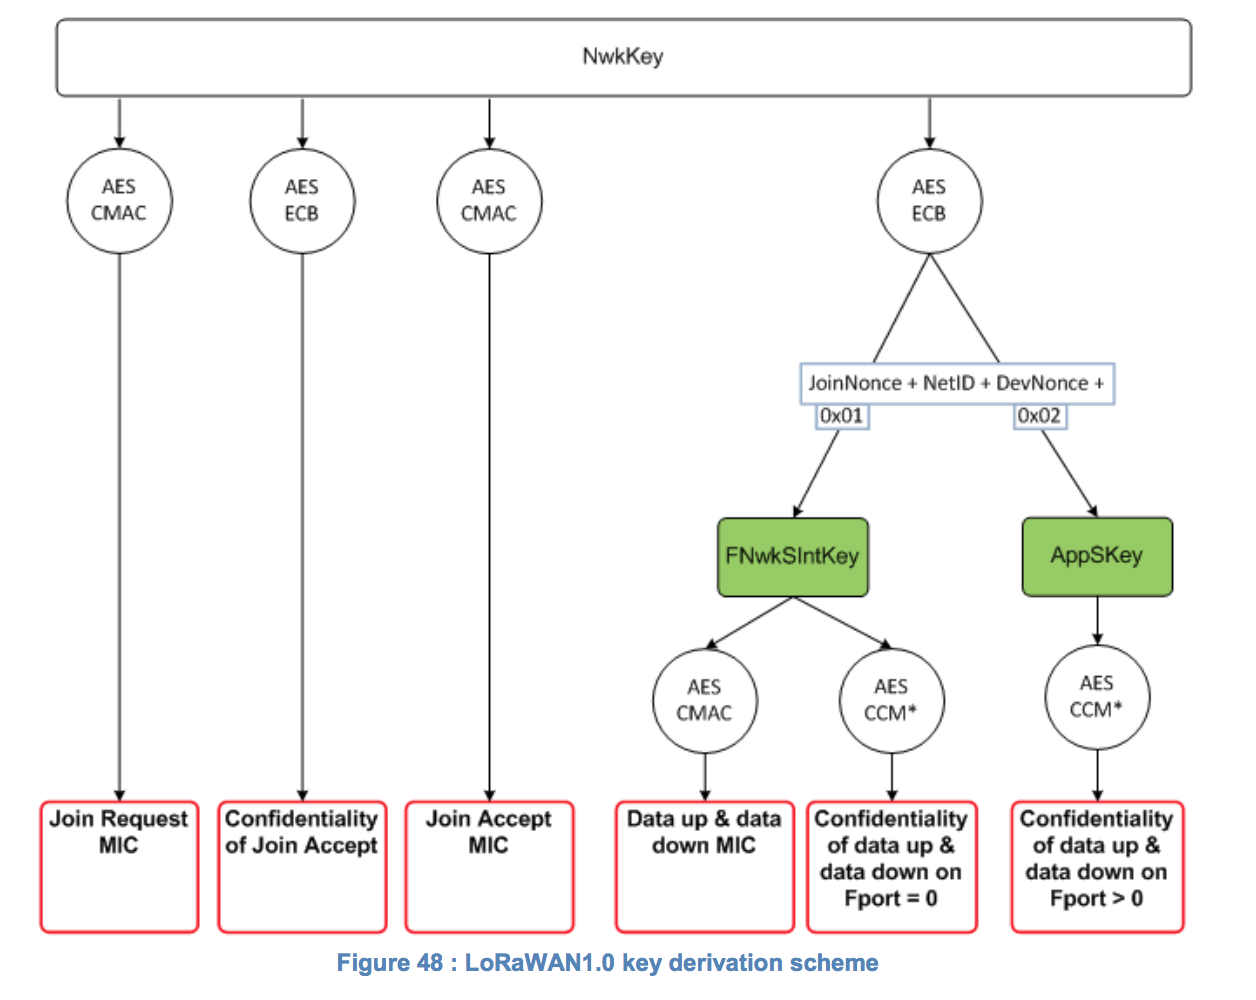 NwkKey
AES
CMAC
AES
ECB
AES
CMAC
AES
ECB
JoinNonce + NetID + DevNonce +
0x01
0x02
FNwkSIntKey
AppSKey
AES
CMAC
AES
CCM*
AES
CCM*
Join Request
MIC
Confidentiality
of Join Accept
Join Accept
MIC
Data up & data
down MIC
Confidentiality
of data up &
data down on
Fport = 0
Confidentiality
of data up &
data down on
Fport > 0
Figure 48 : LoRaWAN1.0 key derivation scheme